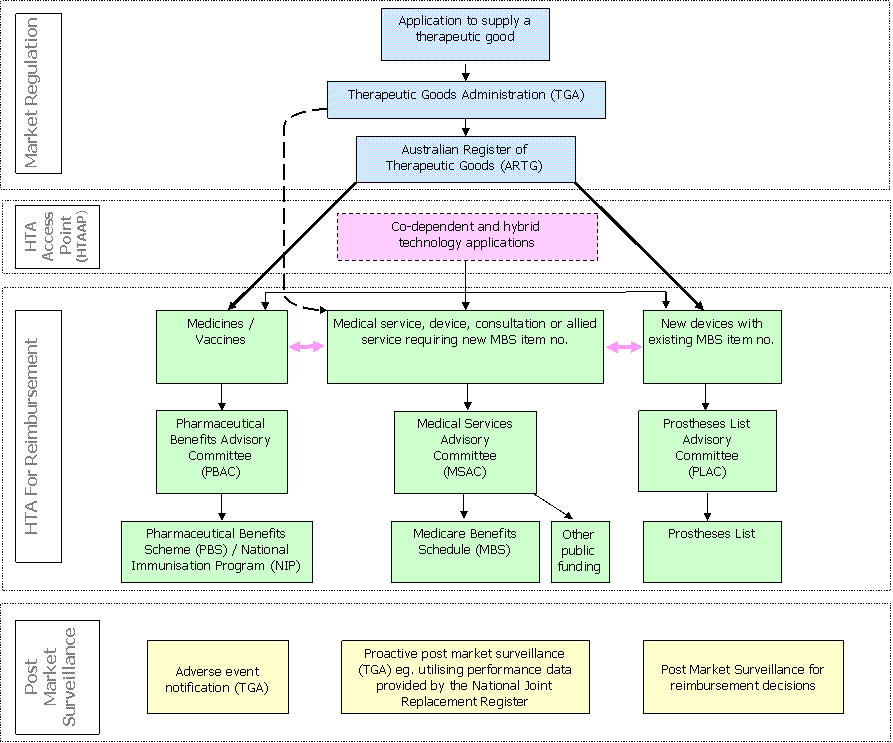 Market Regulation
Application to supply a
therapeutic good
Therapeutic Goods Administration (TGA)
Australian Register of
Therapeutic Goods (ARTG)
HTA
Access
Point
(HTAAP)
Co-dependent and hybrid
technology applications
HTA For Reimbursement
Medicines /
Vaccines
Medical service, device, consultation or allied
service requiring new MBS item no.
New devices with
existing MBS item no.
Pharmaceutical
Benefits Advisory
Committee
(PBAC)
Medical Services
Advisory
Committee
(MSAC)
Prostheses List
Advisory
Committee
(PLAC)
Pharmaceutical Benefits
Scheme (PBS) / National
Immunisation Program (NIP)
Medicare Benefits
Schedule (MBS)
Other
public
funding
Prostheses List
Post
Market
Surveillance
Adverse event
notification (TGA)
Proactive post market surveillance
(TGA) eg. utilising performance data
provided by the National Joint
Replacement Register
Post Market Surveillance for
reimbursement decisions